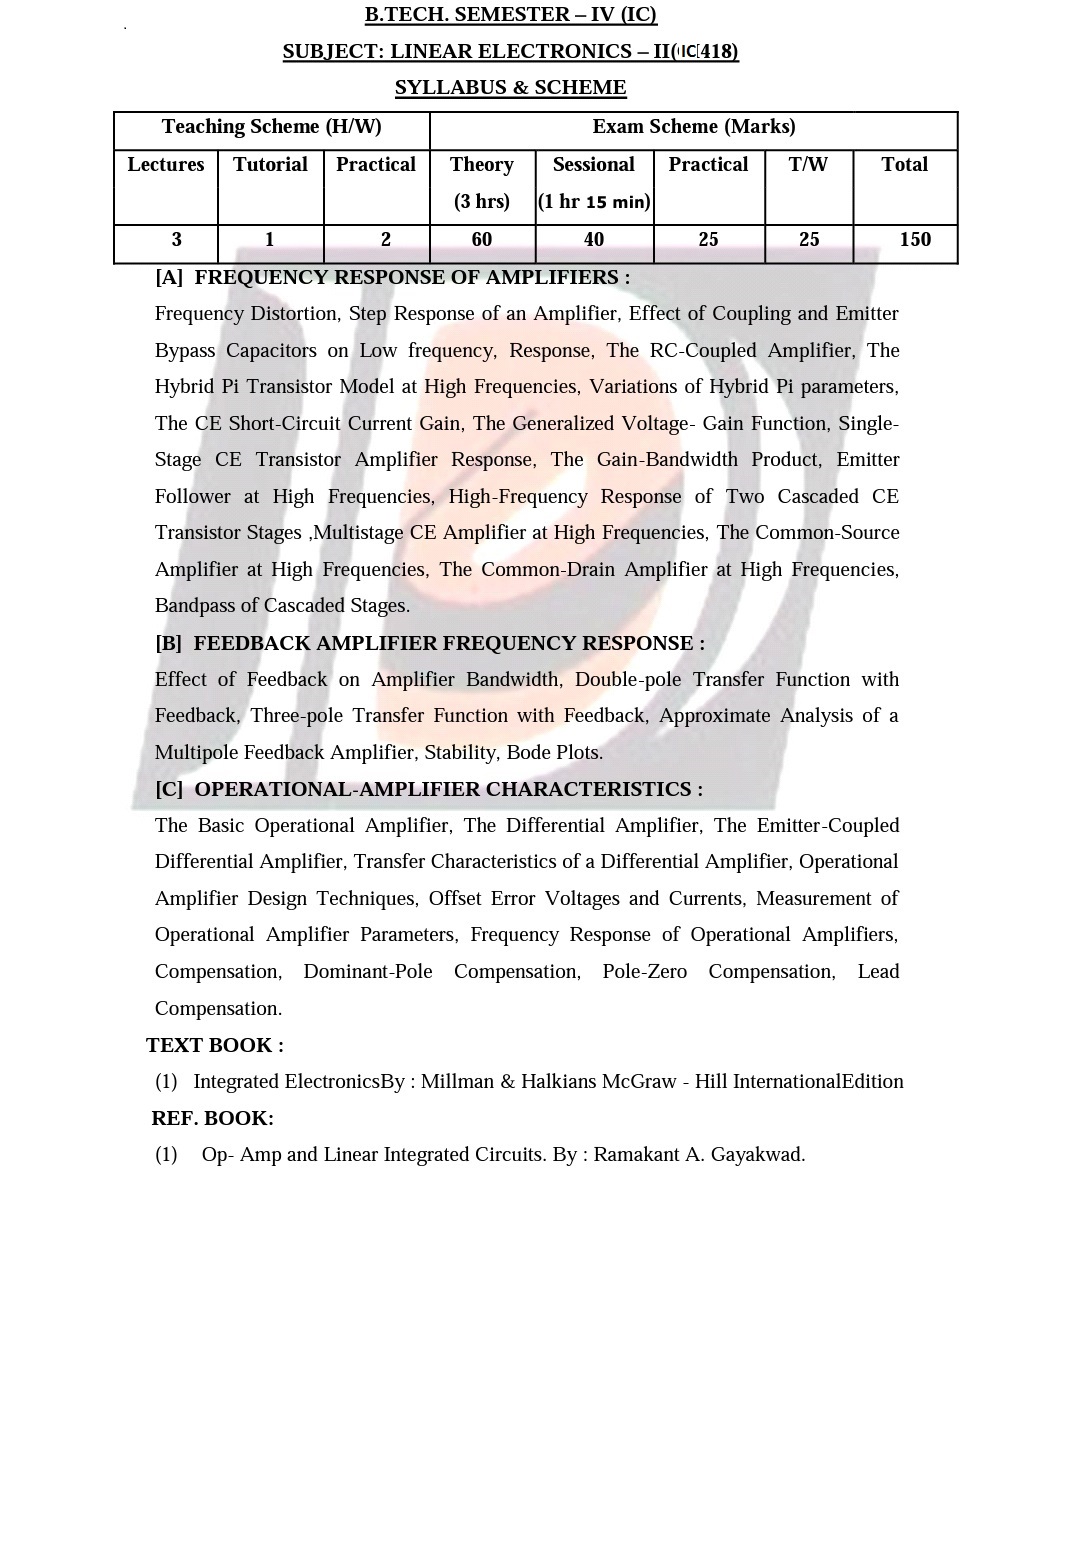 B.TECH. SEMESTER – IV (IC)
SUBJECT: LINEAR ELECTRONICS – II(IC418)
SYLLABUS & SCHEME
Teaching Scheme (H/W) Exam Scheme (Marks)
Lectures Tutorial Practical Theory Sessional Practical T/W Total
(3 hrs) (1 hr 15 min)
3 1 2 60 40 25 25 150
[A] FREQUENCY RESPONSE OF AMPLIFIERS :
Frequency Distortion, Step Response of an Amplifier, Effect of Coupling and Emitter
Bypass Capacitors on Low frequency, Response, The RC-Coupled Amplifier, The
Hybrid Pi Transistor Model at High Frequencies, Variations of Hybrid Pi parameters,
The CE Short-Circuit Current Gain, The Generalized Voltage- Gain Function, Single-
Stage CE Transistor Amplifier Response, The Gain-Bandwidth Product, Emitter
Follower at High Frequencies, High-Frequency Response of Two Cascaded CE
Transistor Stages ,Multistage CE Amplifier at High Frequencies, The Common-Source
Amplifier at High Frequencies, The Common-Drain Amplifier at High Frequencies,
Bandpass of Cascaded Stages.
[B] FEEDBACK AMPLIFIER FREQUENCY RESPONSE :
Effect of Feedback on Amplifier Bandwidth, Double-pole Transfer Function with
Feedback, Three-pole Transfer Function with Feedback, Approximate Analysis of a
Multipole Feedback Amplifier, Stability, Bode Plots.
[C] OPERATIONAL-AMPLIFIER CHARACTERISTICS :
The Basic Operational Amplifier, The Differential Amplifier, The Emitter-Coupled
Differential Amplifier, Transfer Characteristics of a Differential Amplifier, Operational
Amplifier Design Techniques, Offset Error Voltages and Currents, Measurement of
Operational Amplifier Parameters, Frequency Response of Operational Amplifiers,
Compensation, Dominant-Pole Compensation, Pole-Zero Compensation, Lead
Compensation.
TEXT BOOK :
(1) Integrated ElectronicsBy : Millman & Halkians McGraw - Hill InternationalEdition
REF. BOOK:
(1) Op- Amp and Linear Integrated Circuits. By : Ramakant A. Gayakwad.